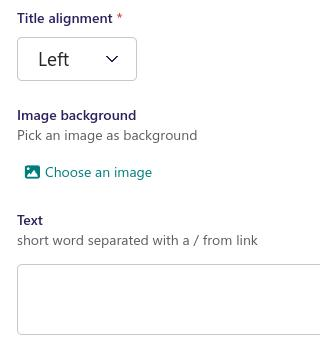 Title alignment *
Left
Image background
Pick an image as background
Choose an image
Text
short word separated with a / from link